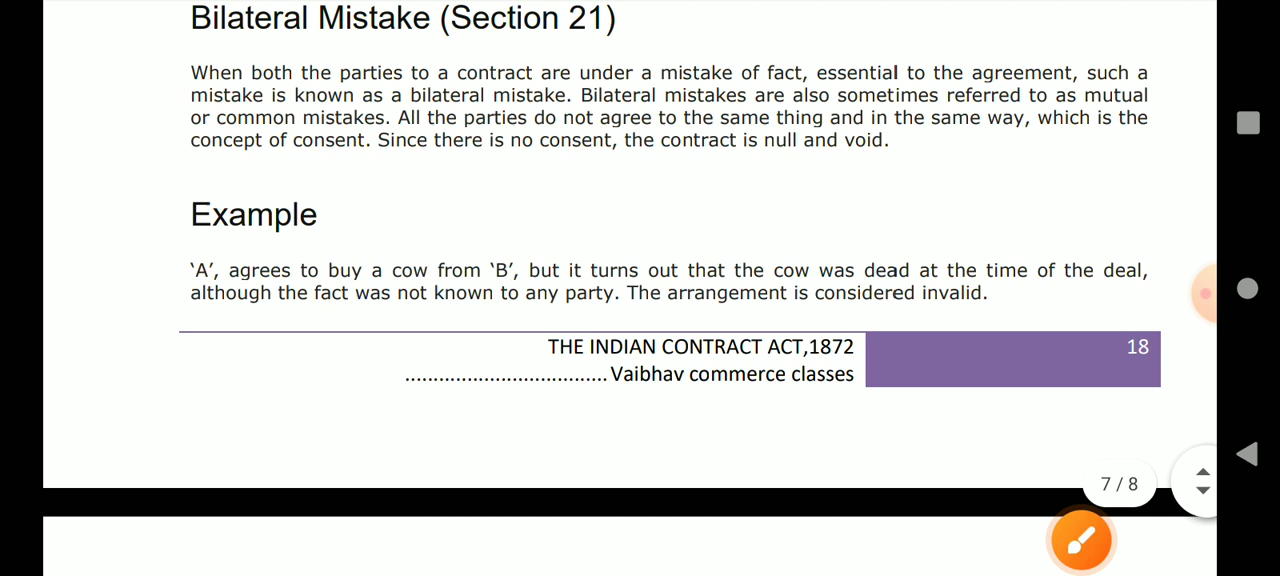 Bilateral Mistake (Section 21)
When both the parties to a contract are under a mistake of fact, essential to the agreement, such a
mistake is known as a bilateral mistake. Bilateral mistakes are also sometimes referred to as mutual
or common mistakes. All the parties do not agree to the same thing and in the same way, which is the
concept of consent. Since there is no consent, the contract is null and void.
Example
‘A’, agrees to buy a cow from ‘B’, but it turns out that the cow was dead at the time of the deal,
although the fact was not known to any party. The arrangement is considered invalid.
THE INDIAN CONTRACT ACT,1872 18
...................................Vaibhav commerce classes
7 / 8